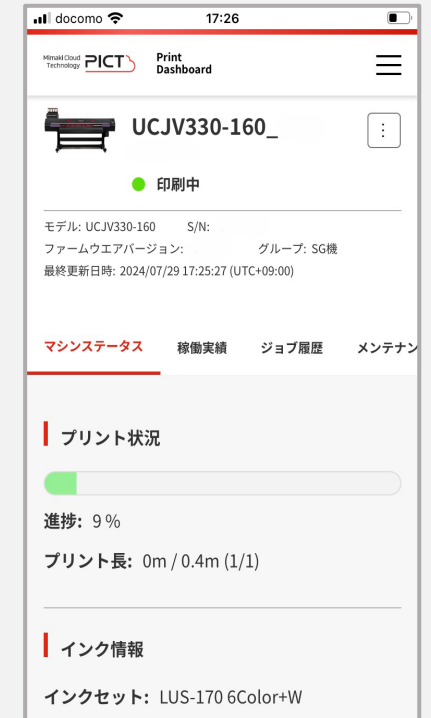 docomo 17:26
Mimaki Cloud Technology PICT Print Dashboard
UCJV330-160_
印刷中
モデル: UCJV330-160 S/N:
ファームウエアバージョン: グループ: SG機
最終更新日時: 2024/07/29 17:25:27 (UTC+09:00)
マシンステータス 稼働実績 ジョブ履歴 メンテナン
プリント状況
進捗: 9 %
プリント長: 0m / 0.4m (1/1)
インク情報
インクセット: LUS-170 6Color+W